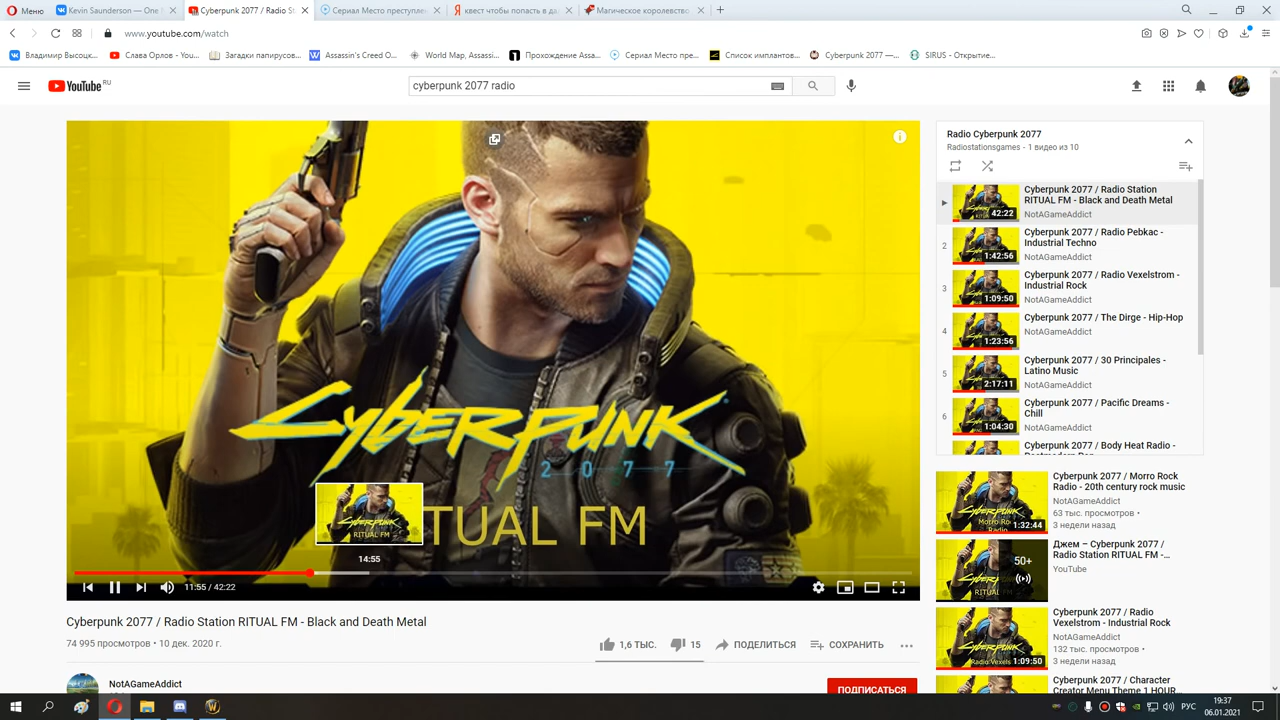 Меню
Kevin Saunderson — One
Cyberpunk 2077 / Radio St
Сериал Место преступлен
квест чтобы попасть в да
Магическое королевство
www.youtube.com/watch
Владимир Высоцк...
Слава Орлов - You...
Загадки папирусов...
Assassin's Creed O...
World Map, Assassi...
Прохождение Assa...
Сериал Место пре...
Список имплантов...
Cyberpunk 2077 —...
SIRUS - Открытие...
YouTube RU
cyberpunk 2077 radio
CYBERPUNK
2077
TUAL FM
CYBERPUNK
RITUAL FM
14:55
11:55 / 42:22
Cyberpunk 2077 / Radio Station RITUAL FM - Black and Death Metal
74 995 просмотров • 10 дек. 2020 г.
1,6 ТЫС.
15
ПОДЕЛИТЬСЯ
СОХРАНИТЬ
NotAGameAddict
ПОДПИСАТЬСЯ
Radio Cyberpunk 2077
Radiostationsgames - 1 видео из 10
Cyberpunk 2077 / Radio Station
RITUAL FM - Black and Death Metal
NotAGameAddict
42:22
2
Cyberpunk 2077 / Radio Pebkac -
Industrial Techno
NotAGameAddict
1:42:56
3
Cyberpunk 2077 / Radio Vexelstrom -
Industrial Rock
NotAGameAddict
1:09:50
4
Cyberpunk 2077 / The Dirge - Hip-Hop
NotAGameAddict
1:23:56
5
Cyberpunk 2077 / 30 Principales -
Latino Music
NotAGameAddict
2:17:11
6
Cyberpunk 2077 / Pacific Dreams -
Chill
NotAGameAddict
1:04:30
Cyberpunk 2077 / Body Heat Radio -
Cyberpunk 2077 / Morro Rock
Radio - 20th century rock music
NotAGameAddict
63 тыс. просмотров •
3 недели назад
Morro Ro
Radio
1:32:44
Джем – Cyberpunk 2077 /
Radio Station RITUAL FM -...
YouTube
50+
RITUAL FM
Cyberpunk 2077 / Radio
Vexelstrom - Industrial Rock
NotAGameAddict
132 тыс. просмотров •
3 недели назад
Radio Vexels
1:09:50
Cyberpunk 2077 / Character
Creator Menu Theme 1 HOUR...
РУС
19:37
06.01.2021